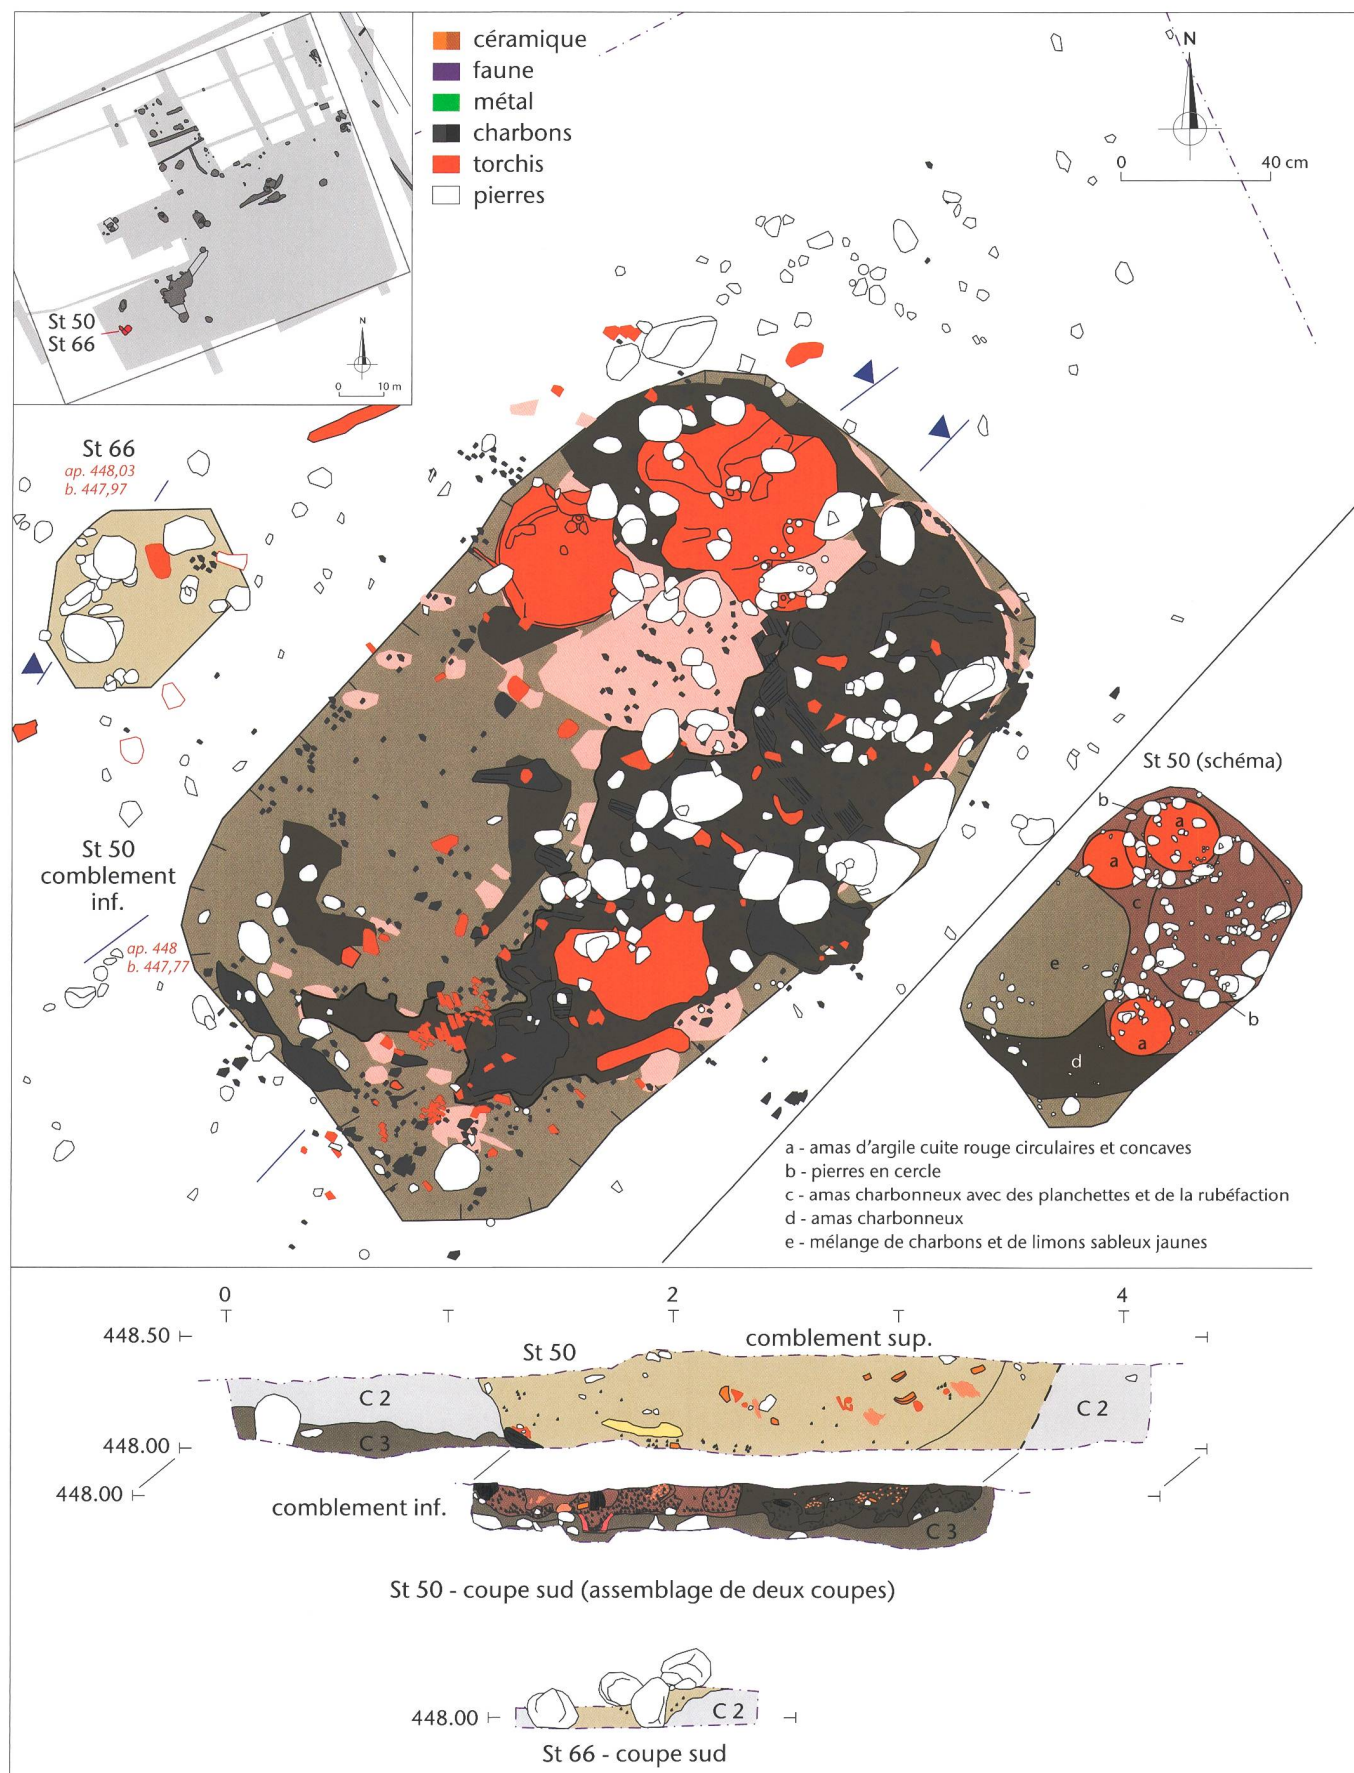 céramique
faune
métal
charbons
torchis
pierres
N
0 40 cm
St 50
St 66
N
0 10 m
St 66
ap. 448,03
b. 447,97
St 50
comblement
inf.
ap. 448
b. 447,77
St 50 (schéma)
b
a
a
c
e
b
a
d
a - amas d'argile cuite rouge circulaires et concaves
b - pierres en cercle
c - amas charbonneux avec des planchettes et de la rubéfaction
d - amas charbonneux
e - mélange de charbons et de limons sableux jaunes
0 2 4
448.50
St 50
comblement sup.
C 2
C 2
448.00
C 3
448.00
comblement inf.
C 3
St 50 - coupe sud (assemblage de deux coupes)
448.00
C 2
St 66 - coupe sud